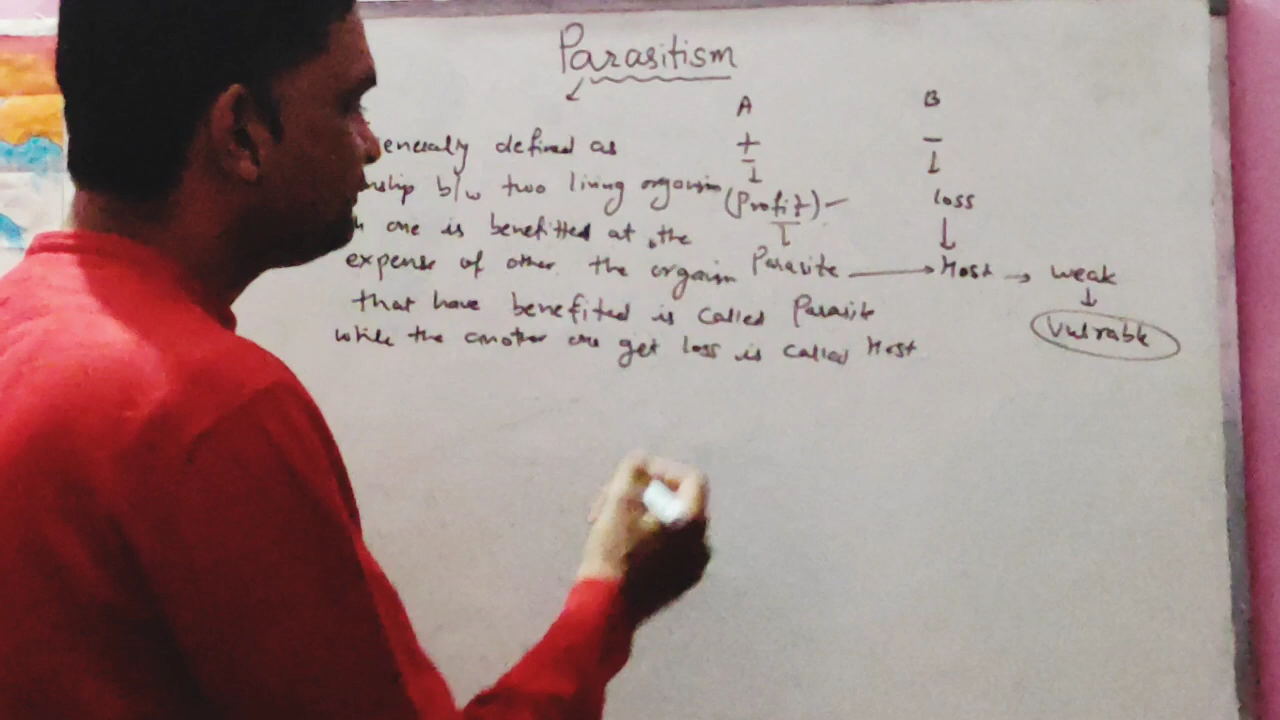 Parasitism
A B
enerally defined as + −
nship b/w two living organism (Profit) − loss
one is benefitted at the
expense of other. the organism Parasite → Host → weak
that have benefited is called Parasite vulrable
while the another one get loss is called Host